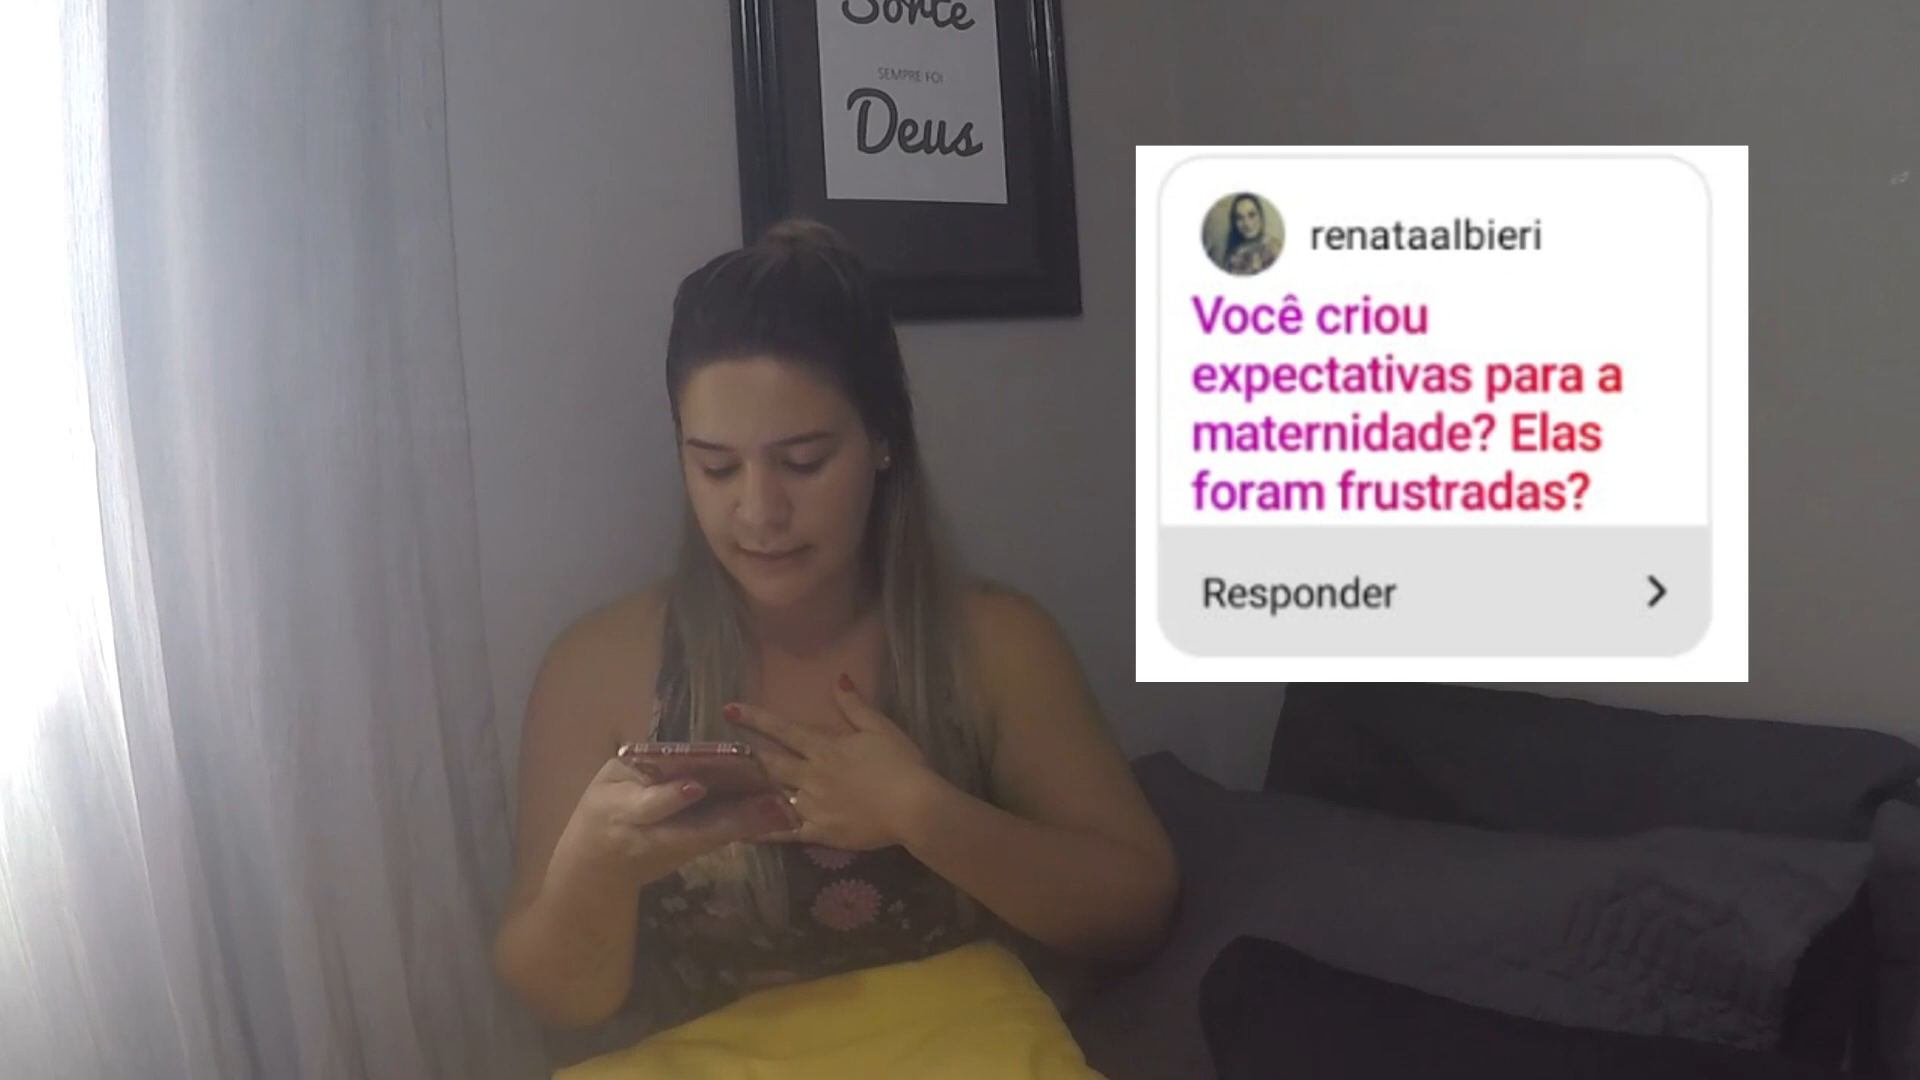 Sorte
SEMPRE FOI
Deus
renataalbieri
Você criou
expectativas para a
maternidade? Elas
foram frustradas?
Responder